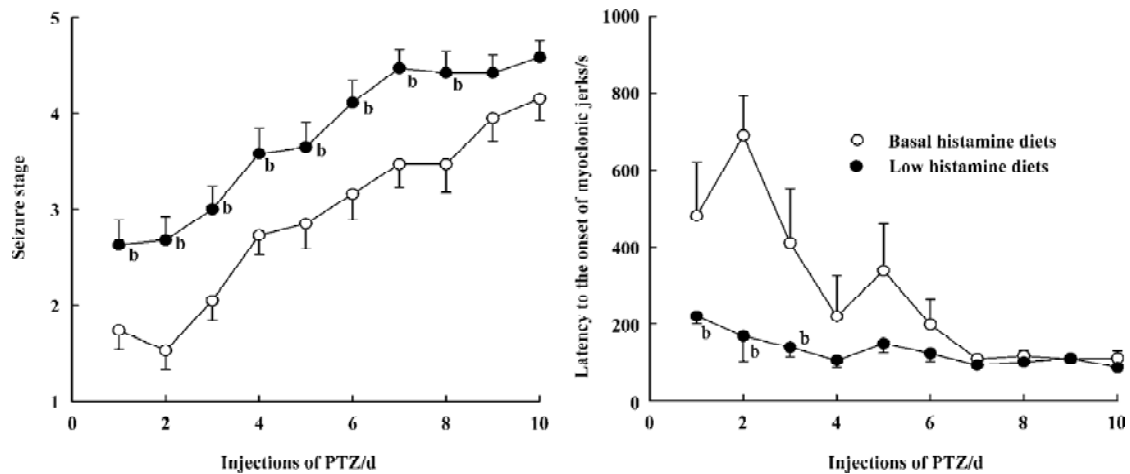 5
4
3
2
1
Seizure stage
b
b
b
b
b
b
b
b
0
2
4
6
8
10
Injections of PTZ/d
1000
800
600
400
200
0
Latency to the onset of myoclonic jerks/s
Basal histamine diets
Low histamine diets
b
b
b
0
2
4
6
8
10
Injections of PTZ/d